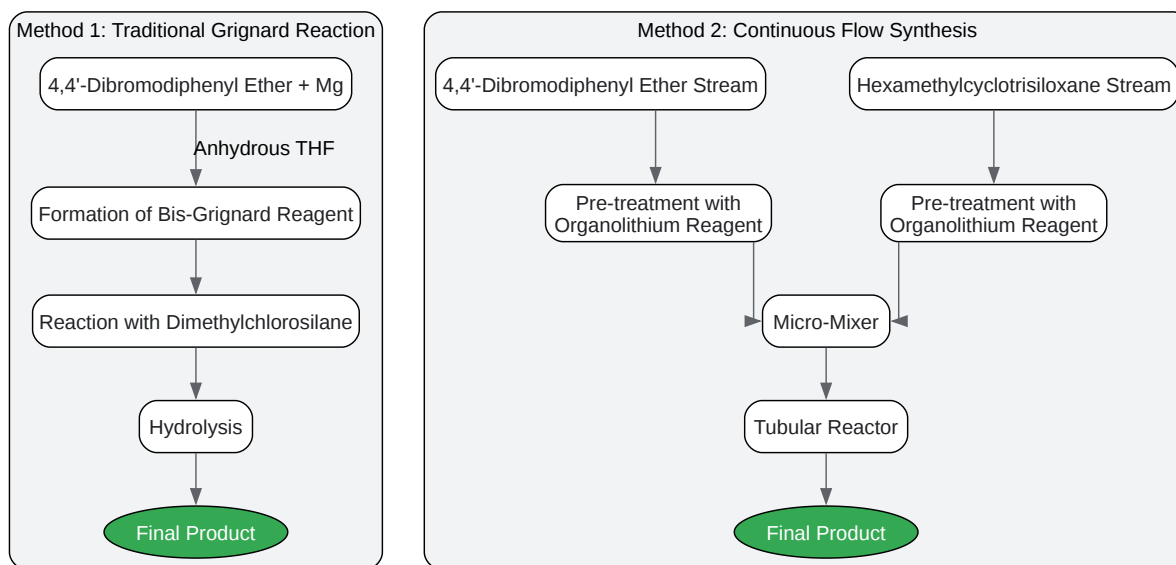 Method 1: Traditional Grignard Reaction
4,4'-Dibromodiphenyl Ether + Mg
Anhydrous THF
Formation of Bis-Grignard Reagent
Reaction with Dimethylchlorosilane
Hydrolysis
Final Product
Method 2: Continuous Flow Synthesis
4,4'-Dibromodiphenyl Ether Stream
Hexamethylcyclotrisiloxane Stream
Pre-treatment with
Organolithium Reagent
Pre-treatment with
Organolithium Reagent
Micro-Mixer
Tubular Reactor
Final Product